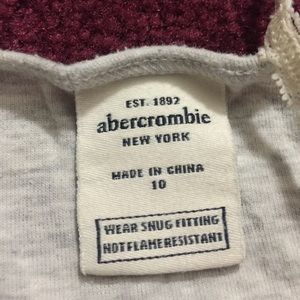 EST. 1892
abercrombie
NEW YORK
MADE IN CHINA
10
WEAR SNUG FITTING
NOT FLAME RESISTANT